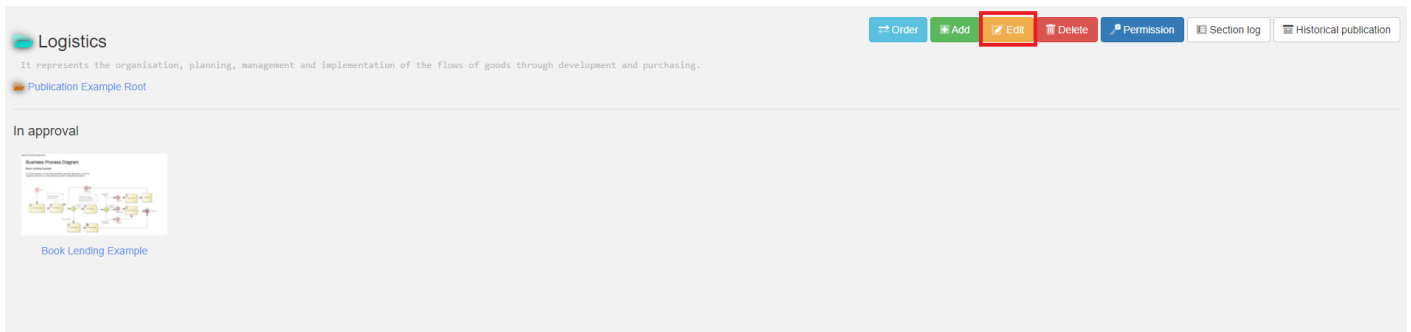 Logistics
Order Add Edit Delete Permission Section log Historical publication
It represents the organisation, planning, management and implementation of the flows of goods through development and purchasing.
Publication Example Root
In approval
Business Process Diagram
Book Lending Example